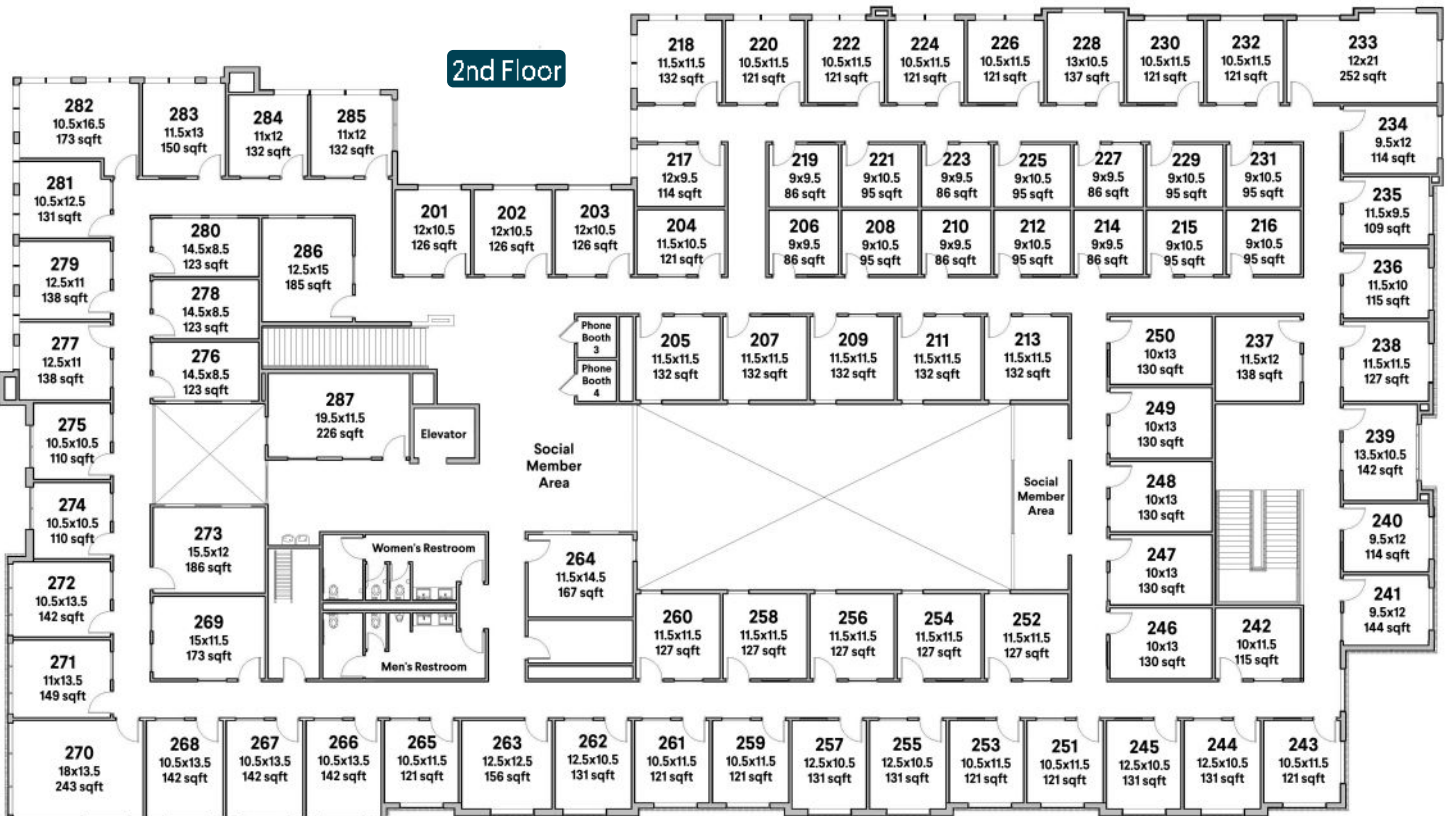 2nd Floor
218
11.5x11.5
132 sqft
220
10.5x11.5
121 sqft
222
10.5x11.5
121 sqft
224
10.5x11.5
121 sqft
226
10.5x11.5
121 sqft
228
13x10.5
137 sqft
230
10.5x11.5
121 sqft
232
10.5x11.5
121 sqft
233
12x21
252 sqft
282
10.5x16.5
173 sqft
283
11.5x13
150 sqft
284
11x12
132 sqft
285
11x12
132 sqft
234
9.5x12
114 sqft
217
12x9.5
114 sqft
219
9x9.5
86 sqft
221
9x10.5
95 sqft
223
9x9.5
86 sqft
225
9x10.5
95 sqft
227
9x9.5
86 sqft
229
9x10.5
95 sqft
231
9x10.5
95 sqft
281
10.5x12.5
131 sqft
235
11.5x9.5
109 sqft
201
12x10.5
126 sqft
202
12x10.5
126 sqft
203
12x10.5
126 sqft
204
11.5x10.5
121 sqft
206
9x9.5
86 sqft
208
9x10.5
95 sqft
210
9x9.5
86 sqft
212
9x10.5
95 sqft
214
9x9.5
86 sqft
215
9x10.5
95 sqft
216
9x10.5
95 sqft
280
14.5x8.5
123 sqft
286
12.5x15
185 sqft
279
12.5x11
138 sqft
236
11.5x10
115 sqft
278
14.5x8.5
123 sqft
277
12.5x11
138 sqft
276
14.5x8.5
123 sqft
Phone
Booth
3
Phone
Booth
4
205
11.5x11.5
132 sqft
207
11.5x11.5
132 sqft
209
11.5x11.5
132 sqft
211
11.5x11.5
132 sqft
213
11.5x11.5
132 sqft
250
10x13
130 sqft
237
11.5x12
138 sqft
238
11.5x11.5
127 sqft
287
19.5x11.5
226 sqft
Elevator
275
10.5x10.5
110 sqft
249
10x13
130 sqft
239
13.5x10.5
142 sqft
Social
Member
Area
Social
Member
Area
248
10x13
130 sqft
274
10.5x10.5
110 sqft
273
15.5x12
186 sqft
Women's Restroom
264
11.5x14.5
167 sqft
247
10x13
130 sqft
240
9.5x12
114 sqft
272
10.5x13.5
142 sqft
241
9.5x12
144 sqft
269
15x11.5
173 sqft
Men's Restroom
260
11.5x11.5
127 sqft
258
11.5x11.5
127 sqft
256
11.5x11.5
127 sqft
254
11.5x11.5
127 sqft
252
11.5x11.5
127 sqft
246
10x13
130 sqft
242
10x11.5
115 sqft
271
11x13.5
149 sqft
270
18x13.5
243 sqft
268
10.5x13.5
142 sqft
267
10.5x13.5
142 sqft
266
10.5x13.5
142 sqft
265
10.5x11.5
121 sqft
263
12.5x12.5
156 sqft
262
12.5x10.5
131 sqft
261
10.5x11.5
121 sqft
259
10.5x11.5
121 sqft
257
12.5x10.5
131 sqft
255
12.5x10.5
131 sqft
253
10.5x11.5
121 sqft
251
10.5x11.5
121 sqft
245
12.5x10.5
131 sqft
244
12.5x10.5
131 sqft
243
10.5x11.5
121 sqft